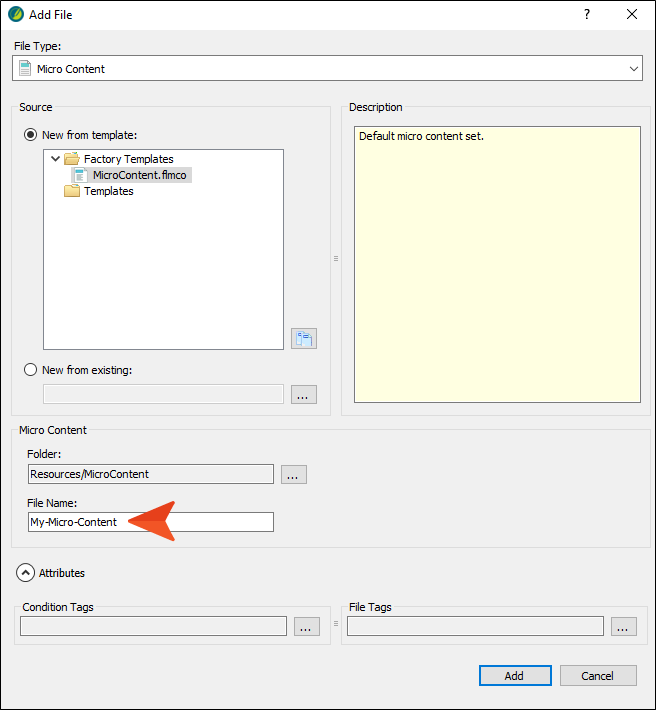 Add File
?
File Type:
Micro Content
Source
New from template:
Factory Templates
MicroContent.flmco
Templates
New from existing:
...
Description
Default micro content set.
Micro Content
Folder:
Resources/MicroContent
...
File Name:
My-Micro-Content
Attributes
Condition Tags
...
File Tags
...
Add
Cancel